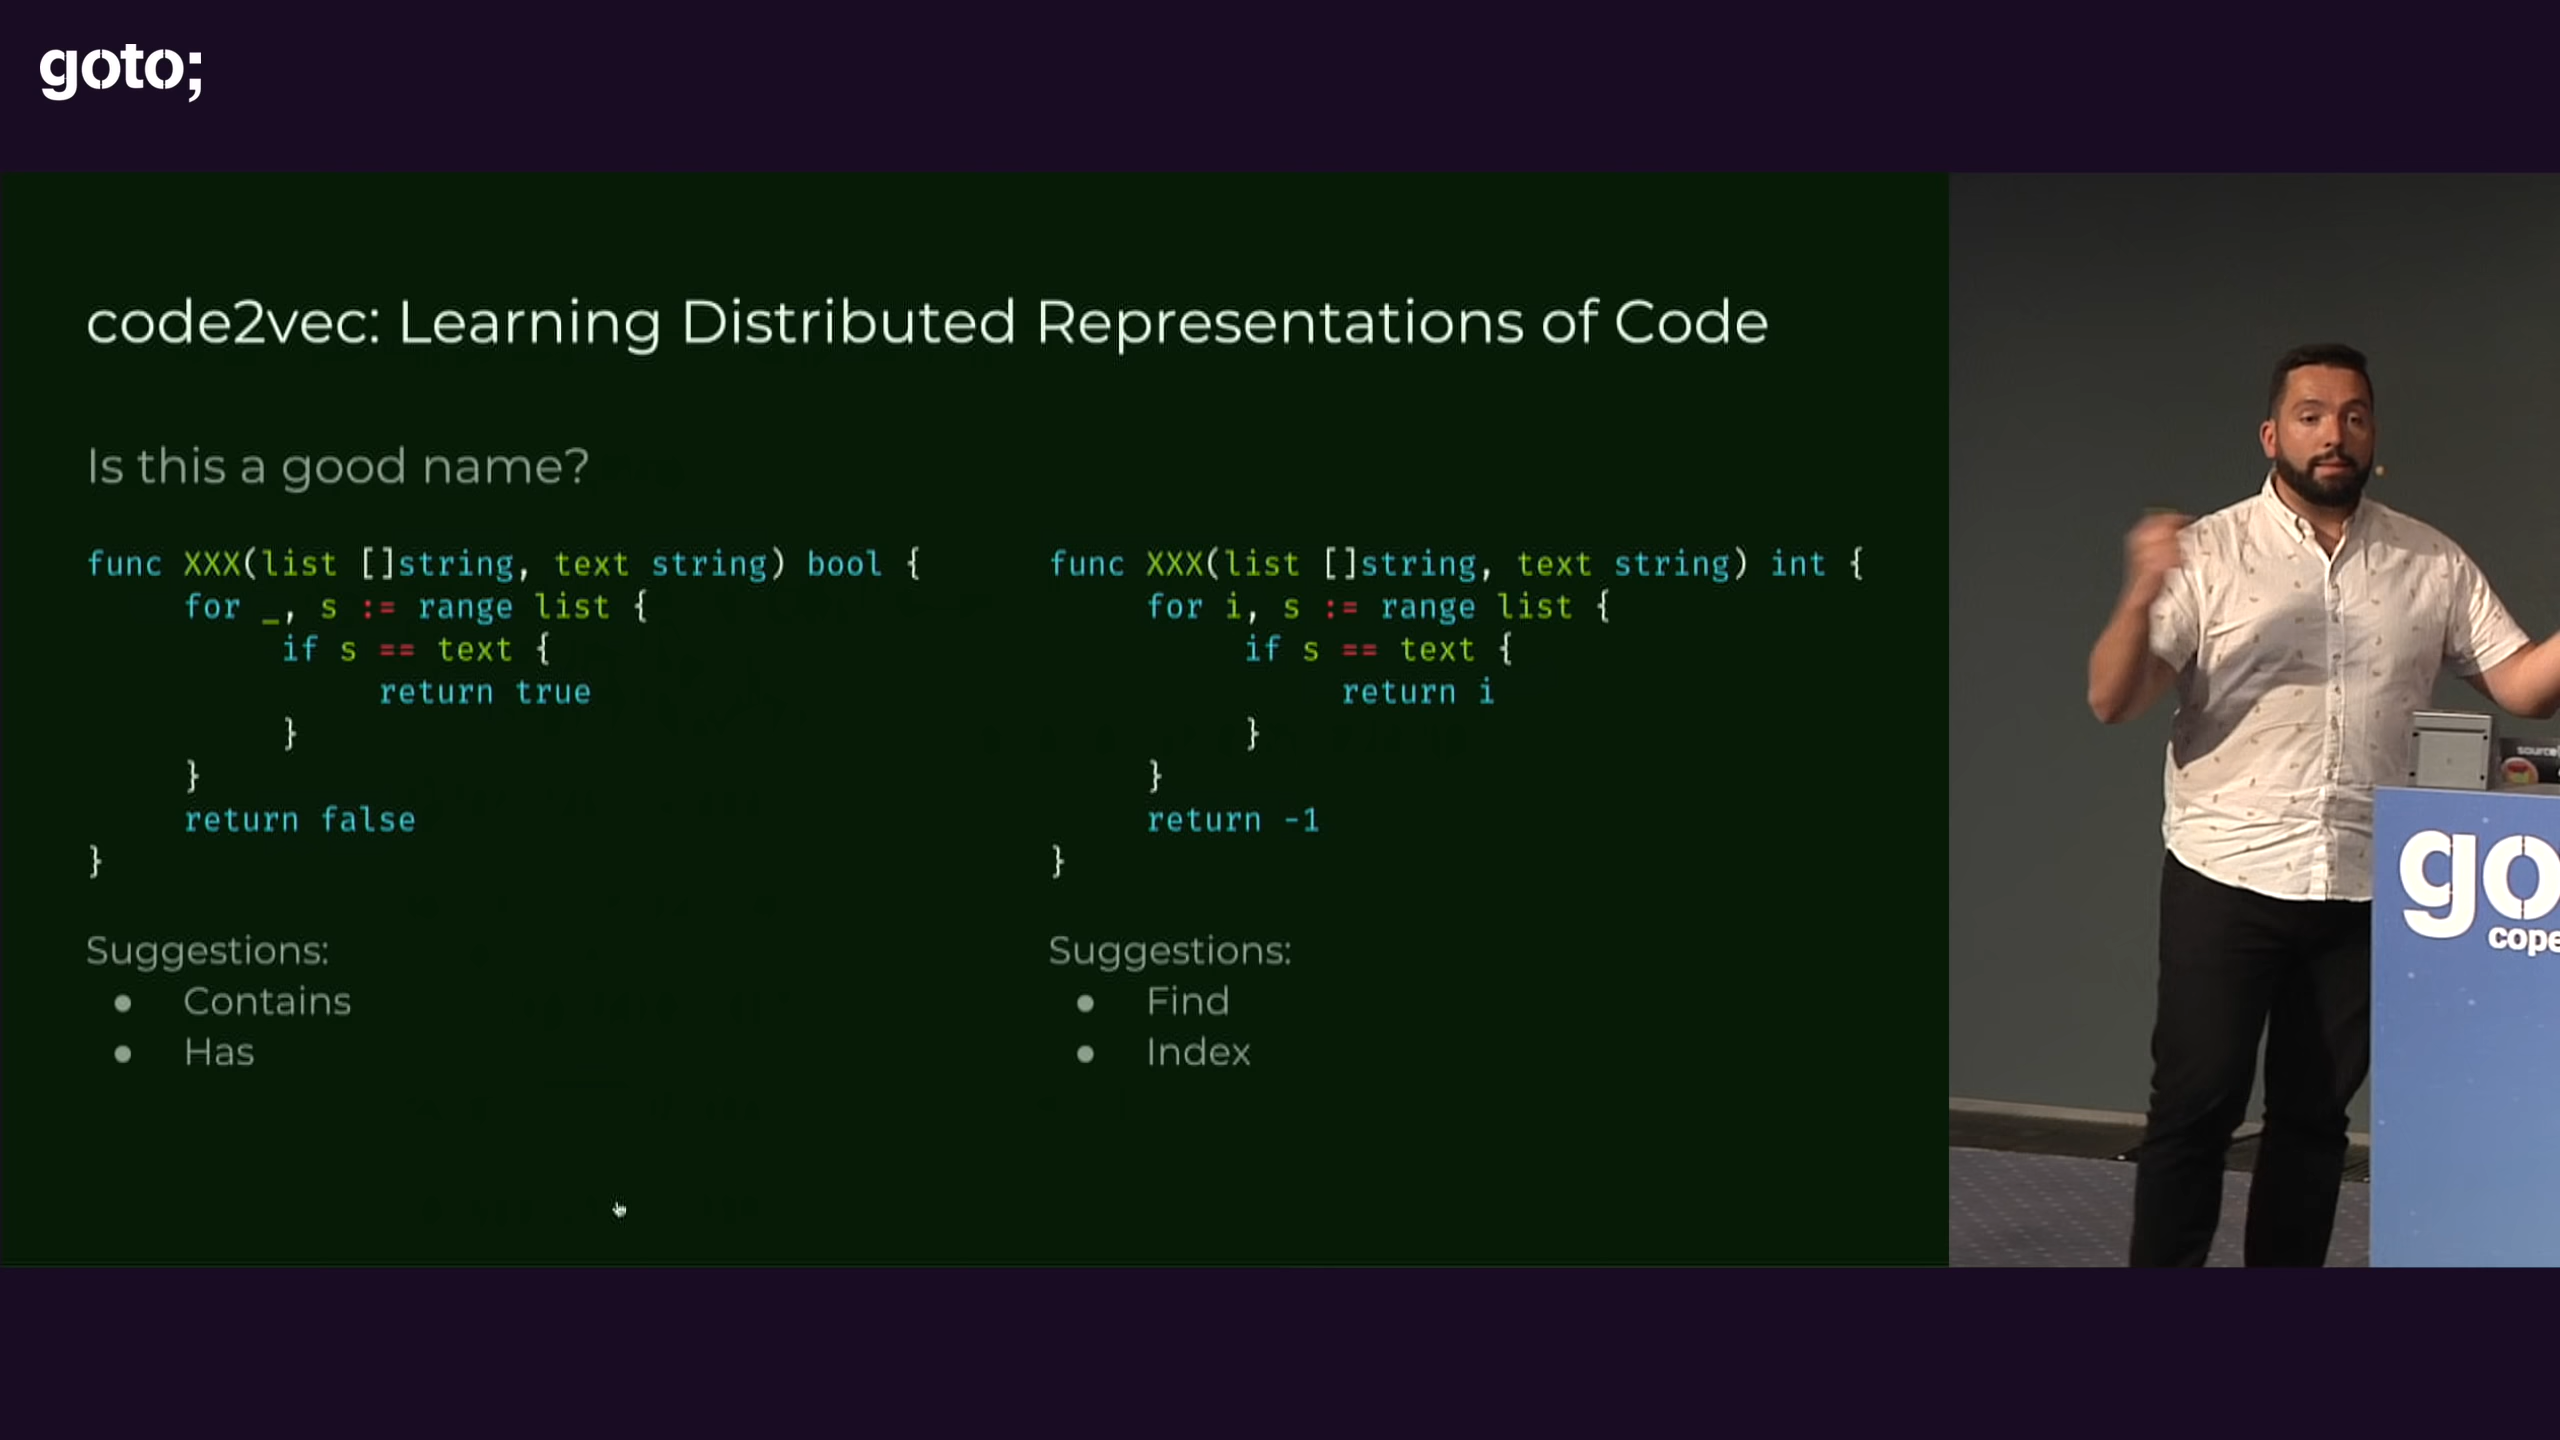 goto;
code2vec: Learning Distributed Representations of Code
Is this a good name?
func XXX(list []string, text string) bool {
for _, s := range list {
if s == text {
return true
}
}
return false
}
Suggestions:
● Contains
● Has
func XXX(list []string, text string) int {
for i, s := range list {
if s == text {
return i
}
}
return -1
}
Suggestions:
● Find
● Index
source
go
cope